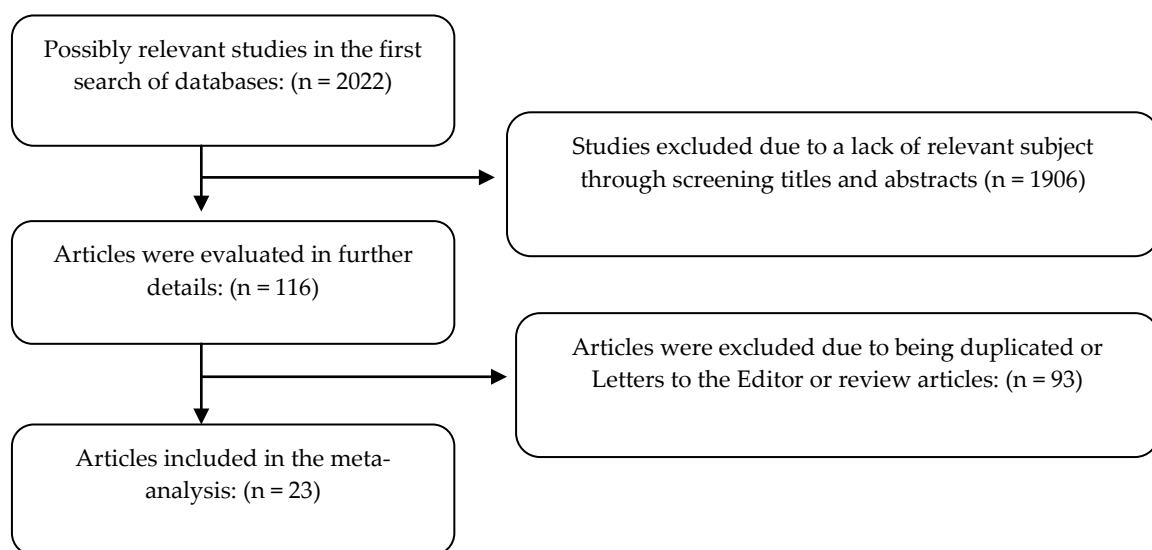 Possibly relevant studies in the first
search of databases: (n = 2022)
Studies excluded due to a lack of relevant subject
through screening titles and abstracts (n = 1906)
Articles were evaluated in further
details: (n = 116)
Articles were excluded due to being duplicated or
Letters to the Editor or review articles: (n = 93)
Articles included in the meta-
analysis: (n = 23)